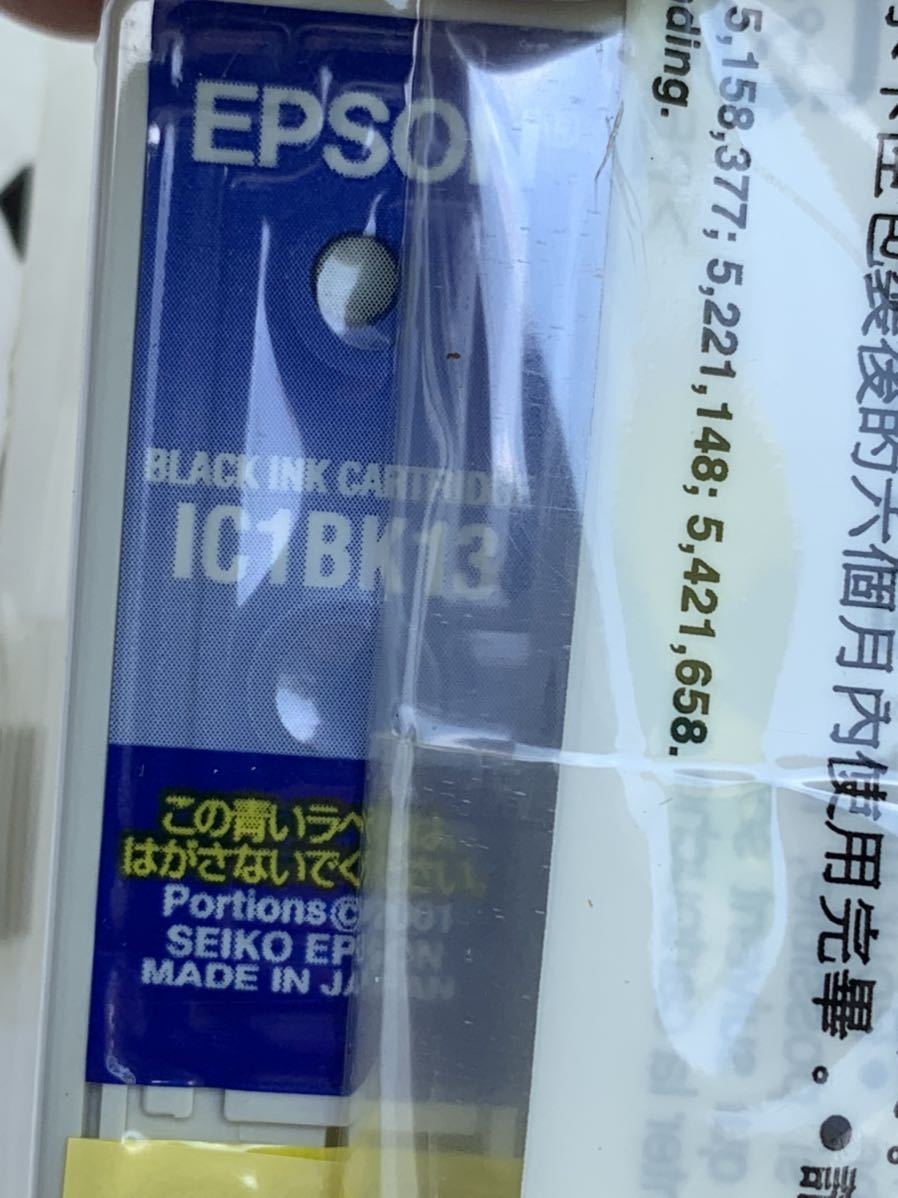 EPSON
BLACK INK CARTRIDGE
IC1BK13
この青いラベルは、
はがさないでください。
Portions©2001
SEIKO EPSON
MADE IN JAPAN
5,158,377; 5,221,148; 5,421,658.
nding.
包裝後的六個月內使用完畢。●